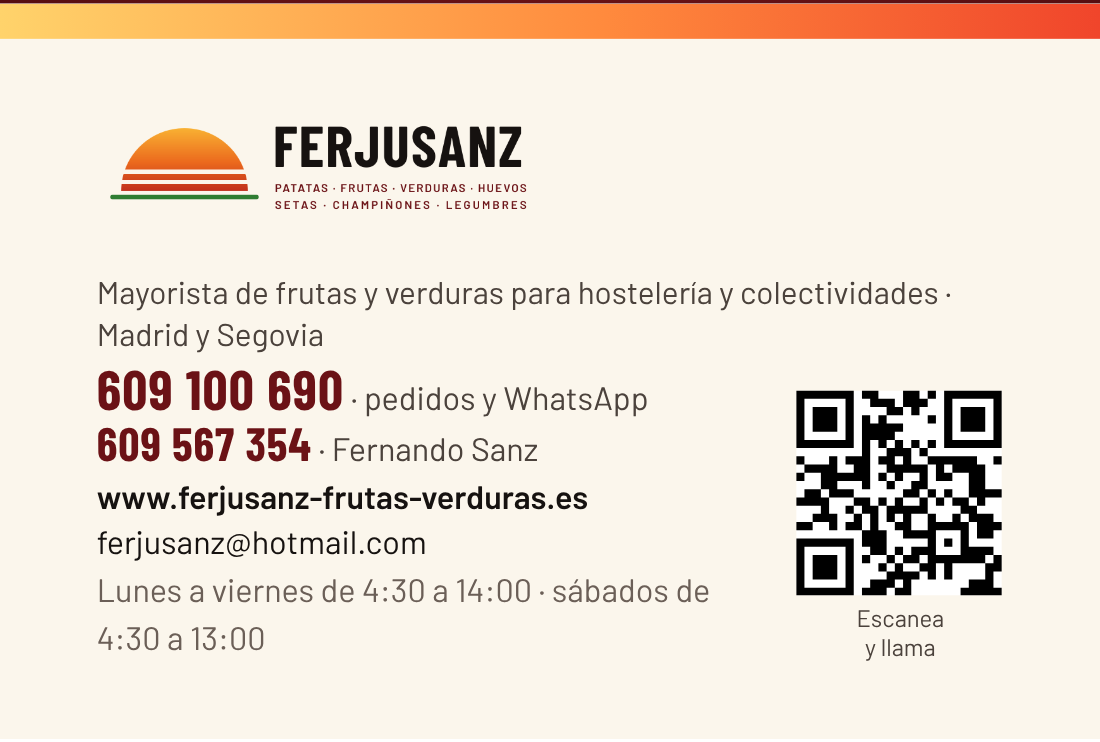 FERJUSANZ
PATATAS · FRUTAS · VERDURAS · HUEVOS
SETAS · CHAMPIÑONES · LEGUMBRES
Mayorista de frutas y verduras para hostelería y colectividades ·
Madrid y Segovia
609 100 690 · pedidos y WhatsApp
609 567 354 · Fernando Sanz
www.ferjusanz-frutas-verduras.es
ferjusanz@hotmail.com
Lunes a viernes de 4:30 a 14:00 · sábados de
4:30 a 13:00
Escanea
y llama